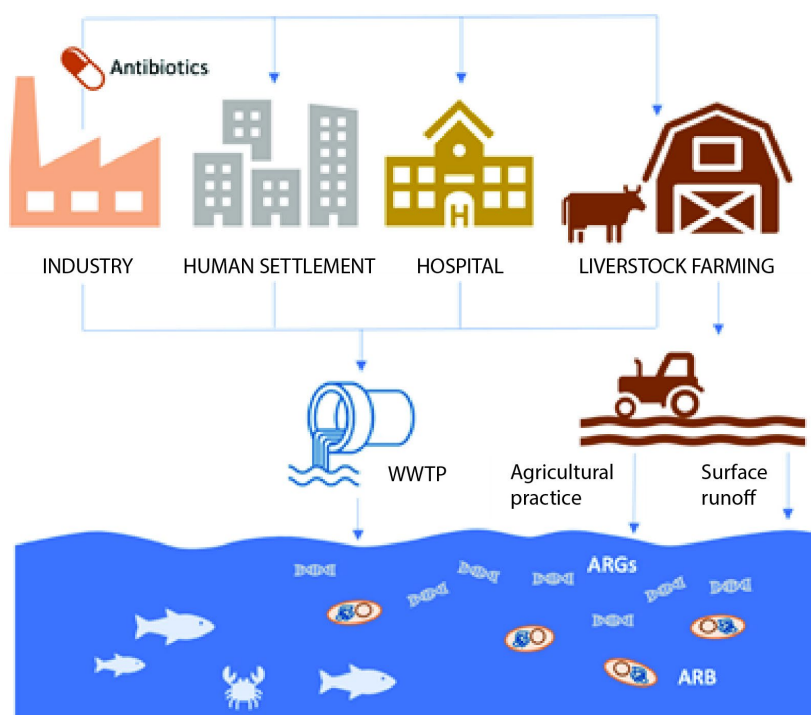 Antibiotics
H
INDUSTRY
HUMAN SETTLEMENT
HOSPITAL
LIVERSTOCK FARMING
WWTP
Agricultural
practice
Surface
runoff
ARGs
ARB